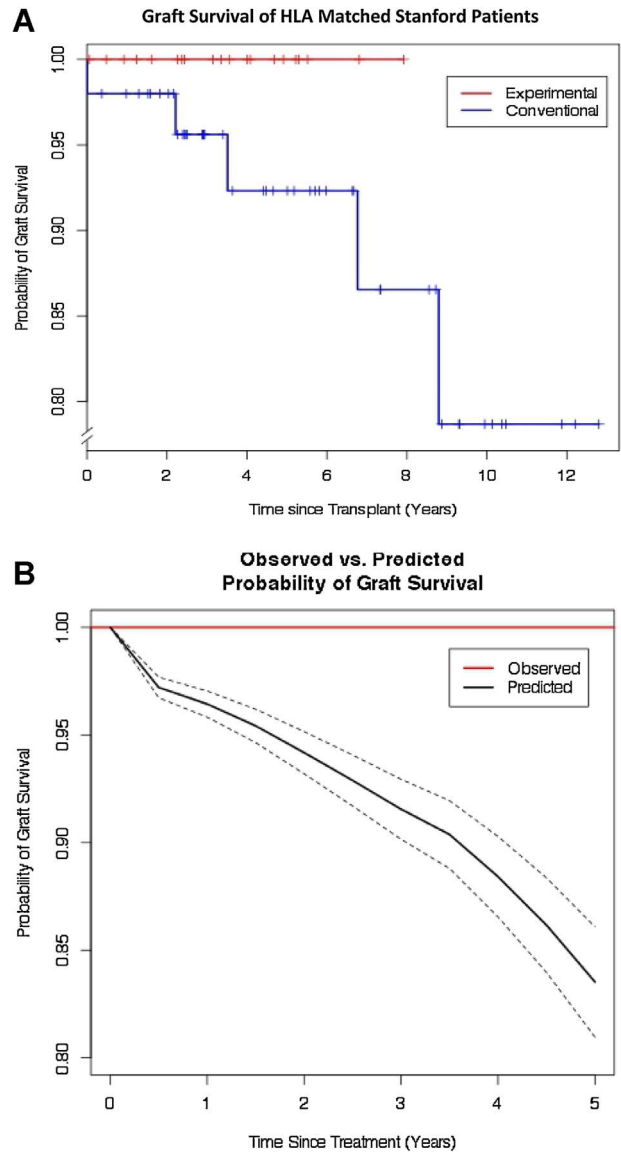 A
Graft Survival of HLA Matched Stanford Patients
Probability of Graft Survival
1.00
0.95
0.90
0.85
0.80
Experimental
Conventional
0 2 4 6 8 10 12
Time since Transplant (Years)
B
Observed vs. Predicted
Probability of Graft Survival
Probability of Graft Survival
1.00
0.95
0.90
0.85
0.80
Observed
Predicted
0 1 2 3 4 5
Time Since Treatment (Years)